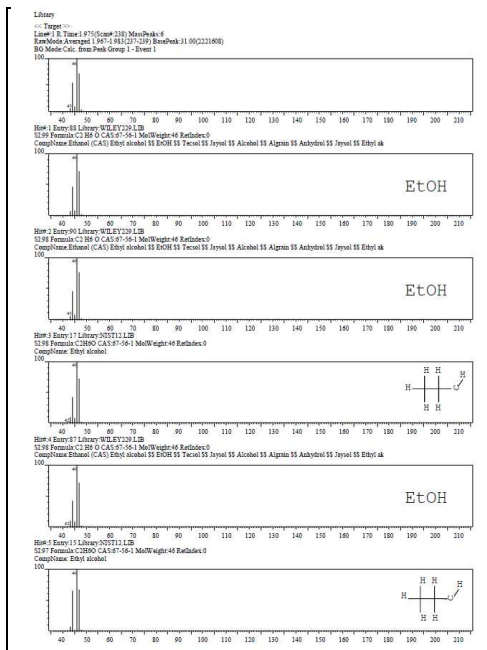 Library
<< Target >>
Line#:1 R.Time:1.975(Scan#:238) MassPeaks:6
RawMode:Averaged 1.967-1.983(237-239) BasePeak:31.00(2221608)
BG Mode:Calc. from Peak Group 1 - Event 1
100
40 50 60 70 80 90 100 110 120 130 140 150 160 170 180 190 200 210
Hit#:1 Entry:88 Library:WILEY229.LIB
SI:99 Formula:C2 H6 O CAS:67-56-1 MolWeight:46 RetIndex:0
CompName:Ethanol (CAS) Ethyl alcohol $$ EtOH $$ Tecsol $$ Jaysol $$ Alcohol $$ Algrain $$ Anhydrol $$ Jaysol $$ Ethyl ak
100
EtOH
40 50 60 70 80 90 100 110 120 130 140 150 160 170 180 190 200 210
Hit#:2 Entry:90 Library:WILEY229.LIB
SI:98 Formula:C2 H6 O CAS:67-56-1 MolWeight:46 RetIndex:0
CompName:Ethanol (CAS) Ethyl alcohol $$ EtOH $$ Tecsol $$ Jaysol $$ Alcohol $$ Algrain $$ Anhydrol $$ Jaysol $$ Ethyl ak
100
EtOH
40 50 60 70 80 90 100 110 120 130 140 150 160 170 180 190 200 210
Hit#:3 Entry:17 Library:NIST12.LIB
SI:98 Formula:C2H6O CAS:67-56-1 MolWeight:46 RetIndex:0
CompName: Ethyl alcohol
100
H H H
H
H H
40 50 60 70 80 90 100 110 120 130 140 150 160 170 180 190 200 210
Hit#:4 Entry:87 Library:WILEY229.LIB
SI:98 Formula:C2 H6 O CAS:67-56-1 MolWeight:46 RetIndex:0
CompName:Ethanol (CAS) Ethyl alcohol $$ EtOH $$ Tecsol $$ Jaysol $$ Alcohol $$ Algrain $$ Anhydrol $$ Jaysol $$ Ethyl ak
100
EtOH
40 50 60 70 80 90 100 110 120 130 140 150 160 170 180 190 200 210
Hit#:5 Entry:15 Library:NIST12.LIB
SI:97 Formula:C2H6O CAS:67-56-1 MolWeight:46 RetIndex:0
CompName: Ethyl alcohol
100
H H H
H
H H
40 50 60 70 80 90 100 110 120 130 140 150 160 170 180 190 200 210